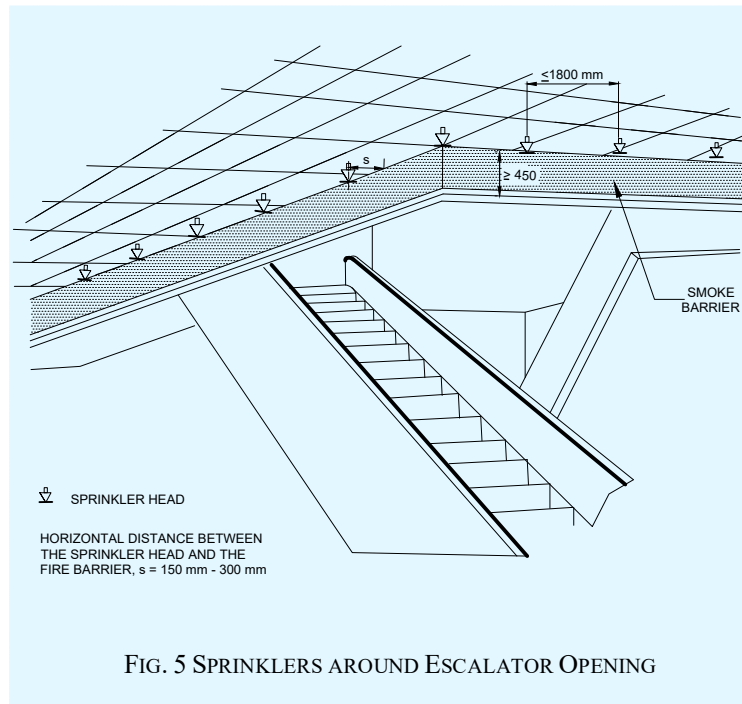 ≤1800 mm
s
≥ 450
SMOKE
BARRIER
SPRINKLER HEAD
HORIZONTAL DISTANCE BETWEEN
THE SPRINKLER HEAD AND THE
FIRE BARRIER, s = 150 mm - 300 mm
FIG. 5 SPRINKLERS AROUND ESCALATOR OPENING